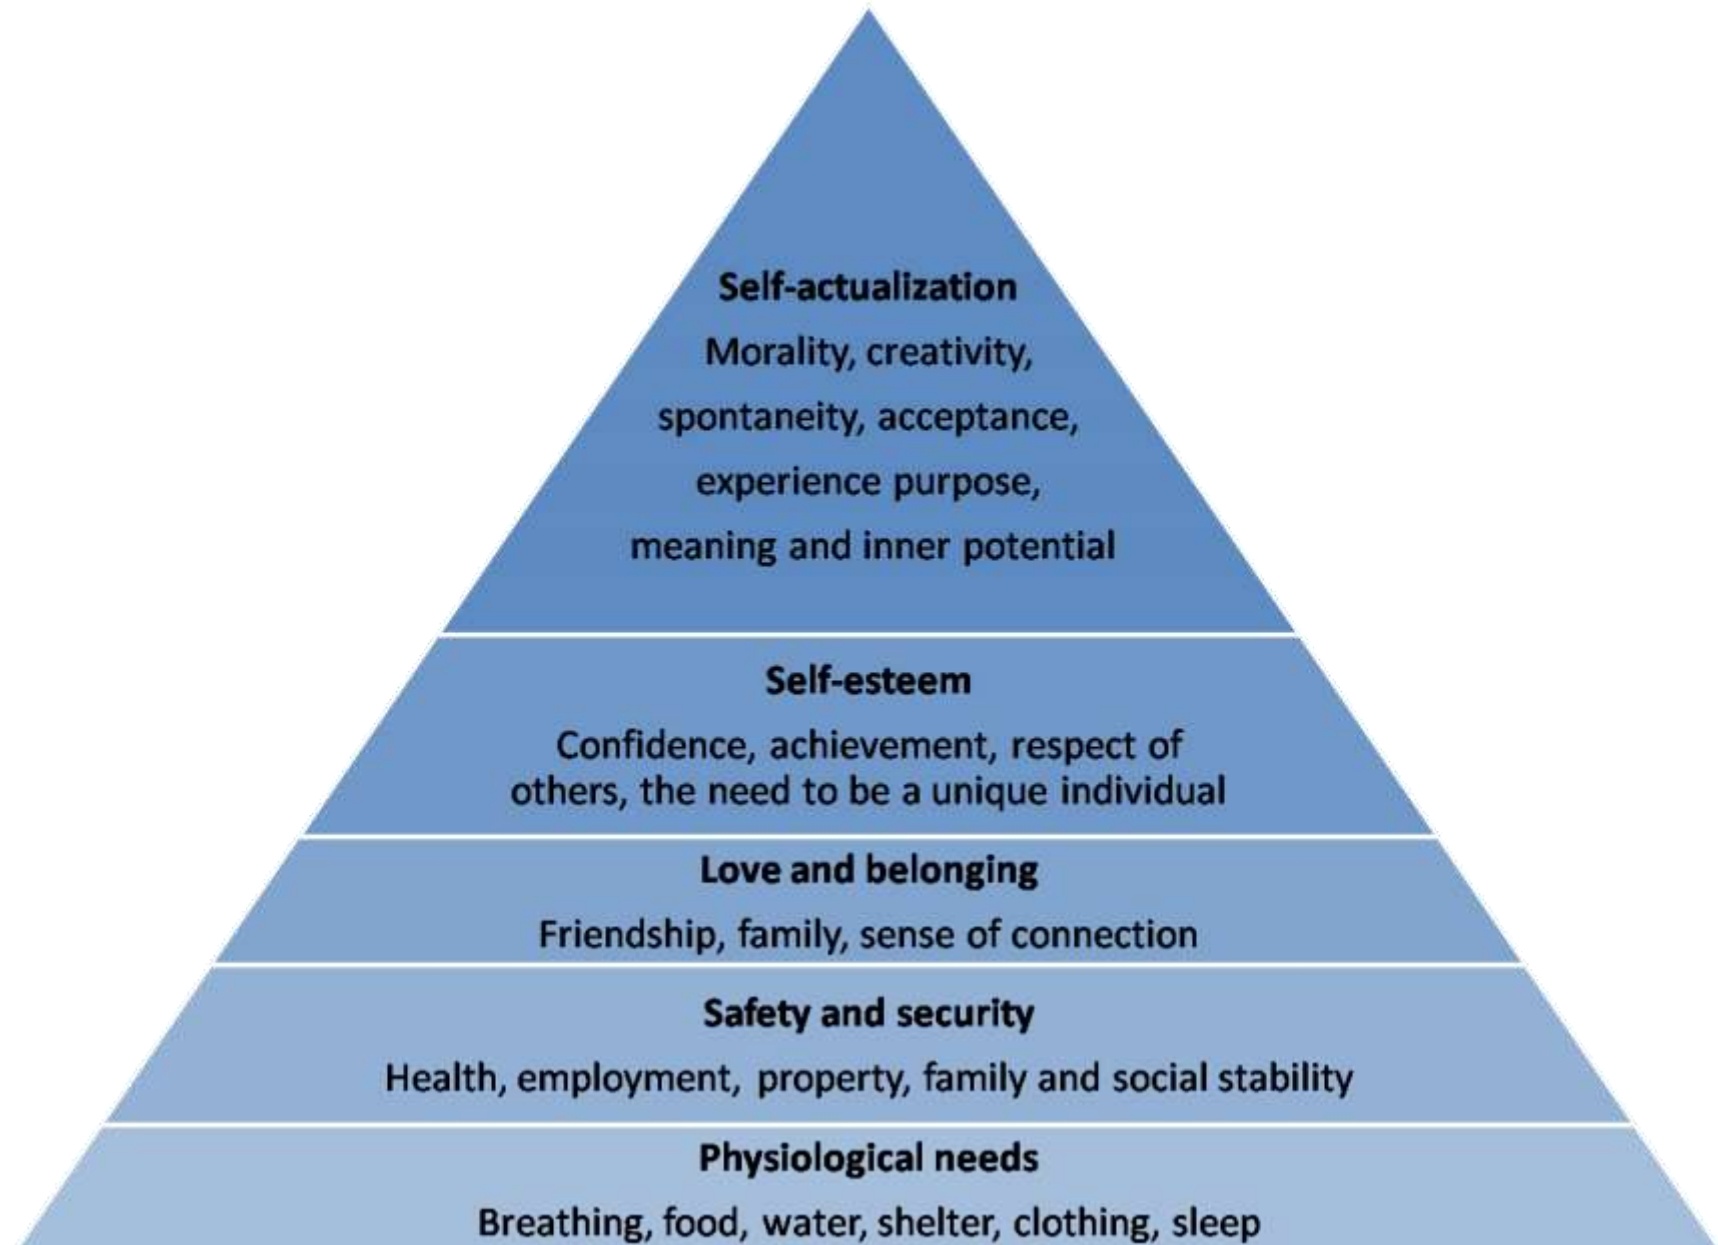 Self-actualization
Morality, creativity,
spontaneity, acceptance,
experience purpose,
meaning and inner potential
Self-esteem
Confidence, achievement, respect of
others, the need to be a unique individual
Love and belonging
Friendship, family, sense of connection
Safety and security
Health, employment, property, family and social stability
Physiological needs
Breathing, food, water, shelter, clothing, sleep